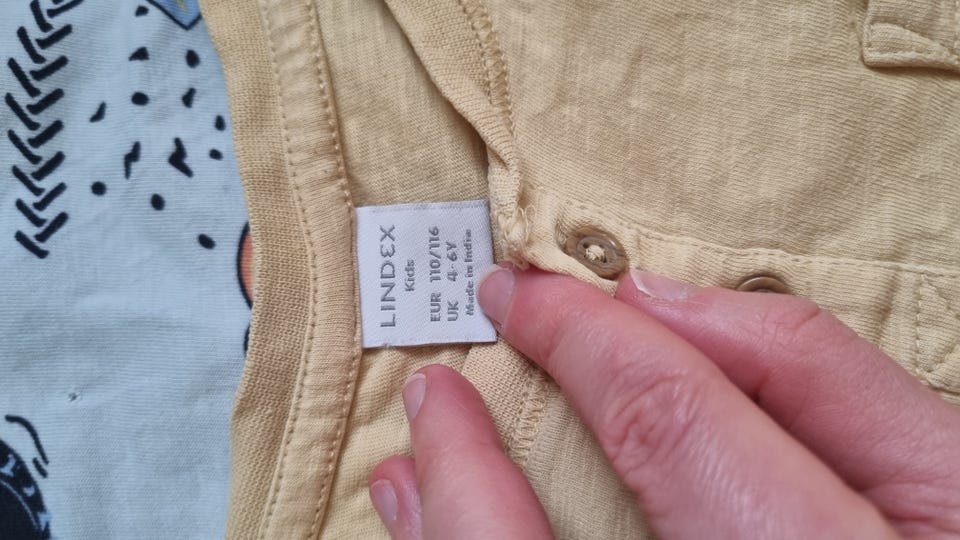 LINDEX
Kids
EUR 110/116
UK 4-6Y
Made in India